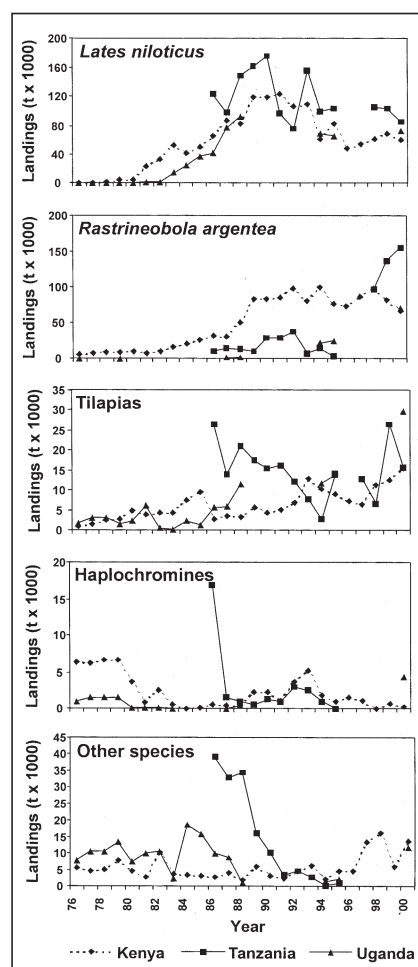 Lates niloticus
Landings (t x 1000)
200
160
120
80
40
0
Rastrineobola argentea
Landings (t x 1000)
200
150
100
50
0
Tilapias
Landings (t x 1000)
35
30
25
20
15
10
5
0
Haplochromines
Landings (t x 1000)
20
15
10
5
0
Other species
Landings (t x 1000)
45
40
35
30
25
20
15
10
5
0
76 78 80 82 84 86 88 90 92 94 96 98 00
Year
Kenya Tanzania Uganda